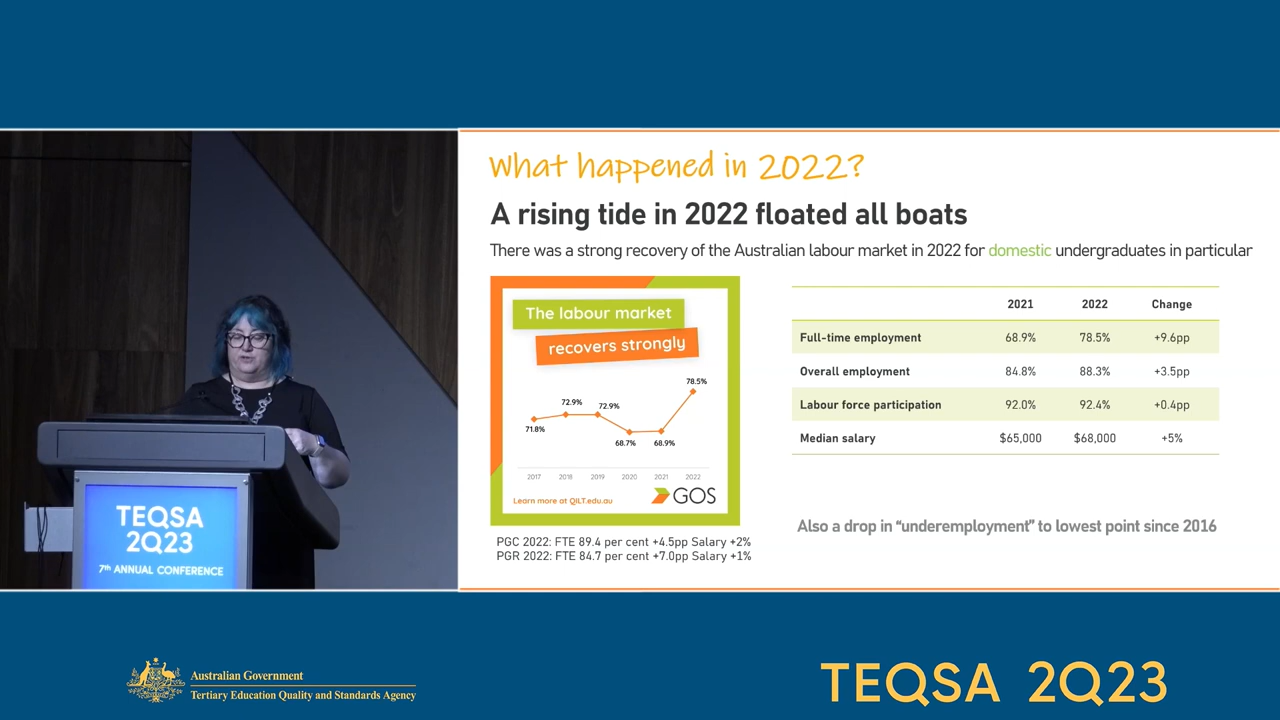 What happened in 2022?
A rising tide in 2022 floated all boats
There was a strong recovery of the Australian labour market in 2022 for domestic undergraduates in particular
The labour market
recovers strongly
71.8% 72.9% 72.9% 68.7% 68.9% 78.5%
2017 2018 2019 2020 2021 2022
Learn more at QILT.edu.au
GOS
PGC 2022: FTE 89.4 per cent +4.5pp Salary +2%
PGR 2022: FTE 84.7 per cent +7.0pp Salary +1%
2021 2022 Change
Full-time employment 68.9% 78.5% +9.6pp
Overall employment 84.8% 88.3% +3.5pp
Labour force participation 92.0% 92.4% +0.4pp
Median salary $65,000 $68,000 +5%
Also a drop in “underemployment” to lowest point since 2016
TEQSA
2Q23
7th ANNUAL CONFERENCE
Australian Government
Tertiary Education Quality and Standards Agency
TEQSA 2Q23